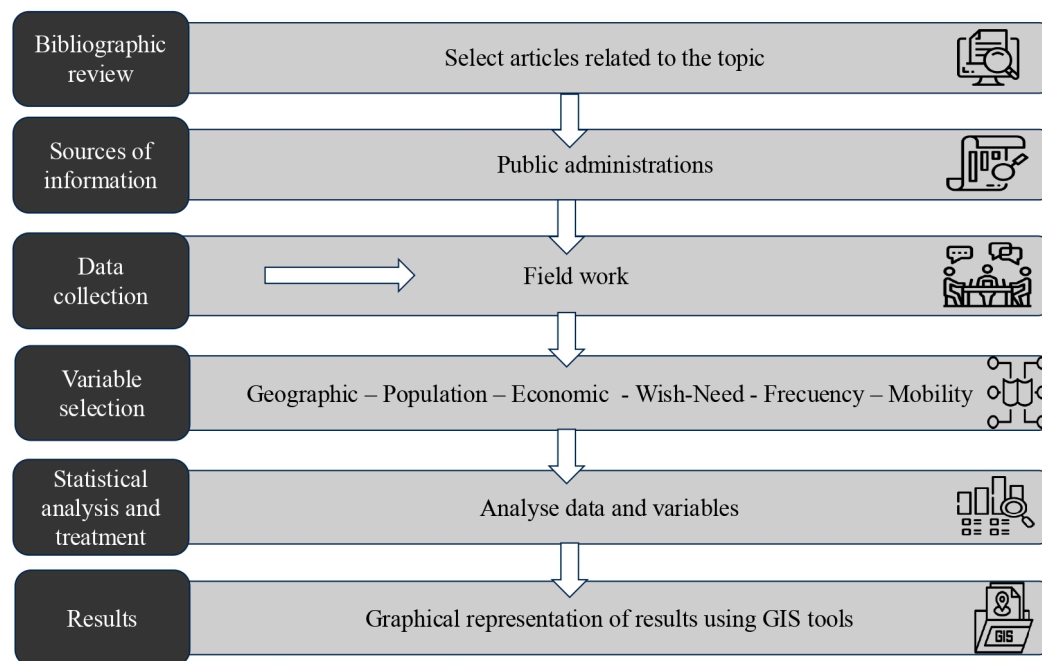 Bibliographic
review
Select articles related to the topic
Sources of
information
Public administrations
Data
collection
Field work
Variable
selection
Geographic – Population – Economic  - Wish-Need - Frecuency – Mobility
Statistical
analysis and
treatment
Analyse data and variables
Results
Graphical representation of results using GIS tools
GIS